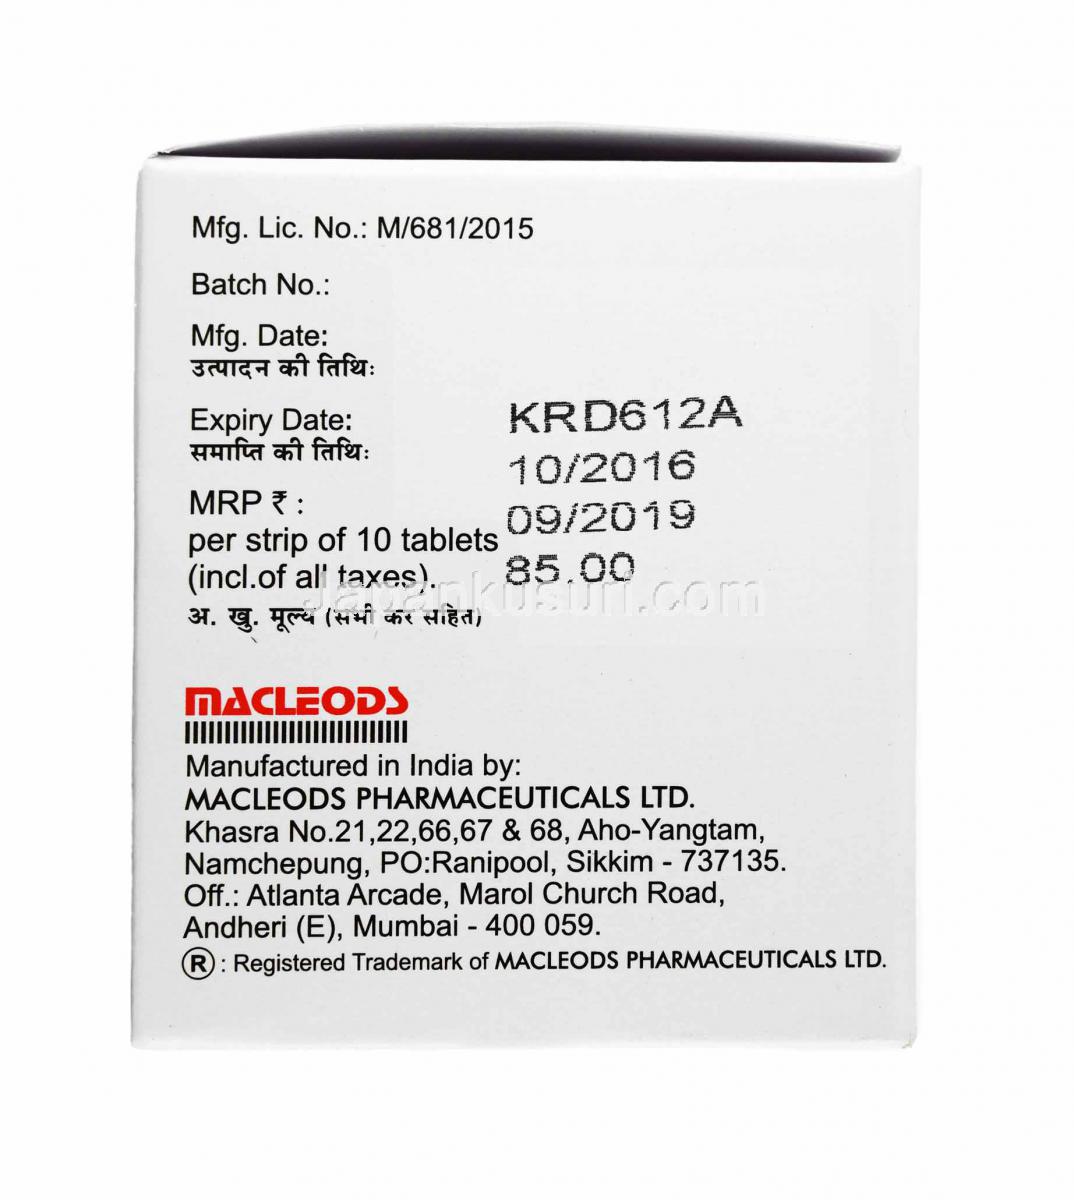 Mfg. Lic. No.: M/681/2015
Batch No.:
Mfg. Date:
उत्पादन की तिथिः
Expiry Date:
समाप्ति की तिथिः
MRP ₹ :
per strip of 10 tablets
(incl.of all taxes).
अ. खु. मूल्य (सभी कर सहित)
KRD612A
10/2016
09/2019
85.00
Japankusuri.com
MACLEODS
Manufactured in India by:
MACLEODS PHARMACEUTICALS LTD.
Khasra No.21,22,66,67 & 68, Aho-Yangtam,
Namchepung, PO:Ranipool, Sikkim - 737135.
Off.: Atlanta Arcade, Marol Church Road,
Andheri (E), Mumbai - 400 059.
® : Registered Trademark of MACLEODS PHARMACEUTICALS LTD.